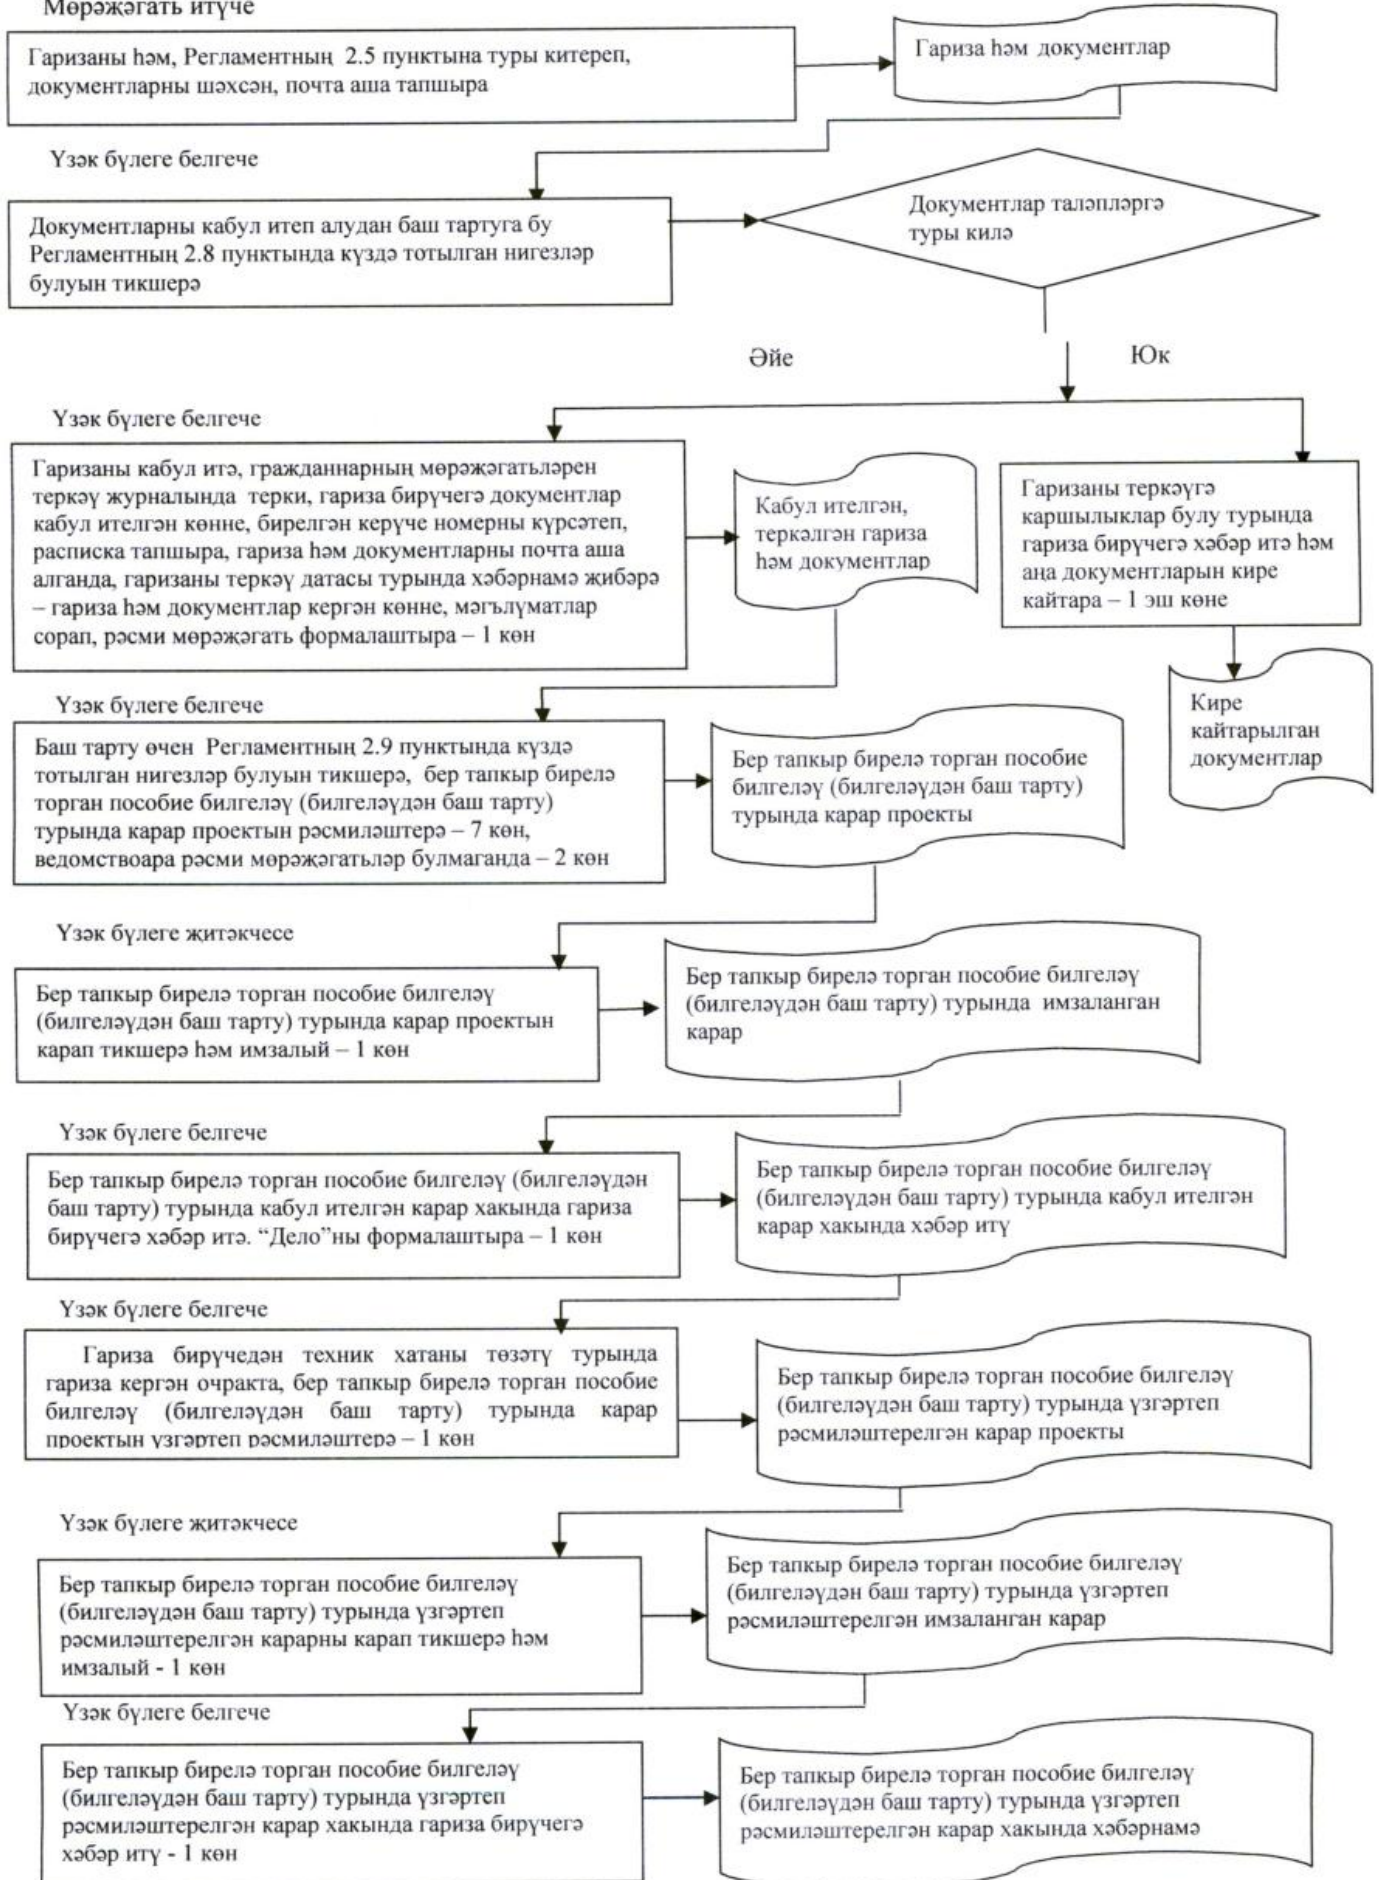 Мөрәҗәгать итүче
Гаризаны һәм, Регламентның 2.5 пунктына туры китереп,
документларны шәхсән, почта аша тапшыра
Гариза һәм документлар
Үзәк бүлеге белгече
Документларны кабул итеп алудан баш тартуга бу
Регламентның 2.8 пунктында күздә тотылган нигезләр
булуын тикшерә
Документлар таләпләргә
туры килә
Әйе
Юк
Үзәк бүлеге белгече
Гаризаны кабул итә, гражданнарның мөрәҗәгатьләрен
теркәү журналында терки, гариза бирүчегә документлар
кабул ителгән көнне, бирелгән керүче номерны күрсәтеп,
расписка тапшыра, гариза һәм документларны почта аша
алганда, гаризаны теркәү датасы турында хәбәрнамә җибәрә
– гариза һәм документлар кергән көнне, мәгълүматлар
сорап, рәсми мөрәҗәгать формалаштыра – 1 көн
Кабул ителгән,
теркәлгән гариза
һәм документлар
Гаризаны теркәүгә
каршылыклар булу турында
гариза бирүчегә хәбәр итә һәм
аңа документларын кире
кайтара – 1 эш көне
Кире
кайтарылган
документлар
Үзәк бүлеге белгече
Баш тарту өчен Регламентның 2.9 пунктында күздә
тотылган нигезләр булуын тикшерә, бер тапкыр бирелә
торган пособие билгеләү (билгеләүдән баш тарту)
турында карар проектын рәсмиләштерә – 7 көн,
ведомствоара рәсми мөрәҗәгатьләр булмаганда – 2 көн
Бер тапкыр бирелә торган пособие
билгеләү (билгеләүдән баш тарту)
турында карар проекты
Үзәк бүлеге җитәкчесе
Бер тапкыр бирелә торган пособие билгеләү
(билгеләүдән баш тарту) турында карар проектын
карап тикшерә һәм имзалый – 1 көн
Бер тапкыр бирелә торган пособие билгеләү
(билгеләүдән баш тарту) турында имзаланган
карар
Үзәк бүлеге белгече
Бер тапкыр бирелә торган пособие билгеләү (билгеләүдән
баш тарту) турында кабул ителгән карар хакында гариза
бирүчегә хәбәр итә. “Дело”ны формалаштыра – 1 көн
Бер тапкыр бирелә торган пособие билгеләү
(билгеләүдән баш тарту) турында кабул ителгән
карар хакында хәбәр итү
Үзәк бүлеге белгече
Гариза бирүчедән техник хатаны төзәтү турында
гариза кергән очракта, бер тапкыр бирелә торган пособие
билгеләү (билгеләүдән баш тарту) турында карар
проектын үзгәртеп рәсмиләштерә – 1 көн
Бер тапкыр бирелә торган пособие билгеләү
(билгеләүдән баш тарту) турында үзгәртеп
рәсмиләштерелгән карар проекты
Үзәк бүлеге җитәкчесе
Бер тапкыр бирелә торган пособие билгеләү
(билгеләүдән баш тарту) турында үзгәртеп
рәсмиләштерелгән карарны карап тикшерә һәм
имзалый - 1 көн
Бер тапкыр бирелә торган пособие билгеләү
(билгеләүдән баш тарту) турында үзгәртеп
рәсмиләштерелгән имзаланган карар
Үзәк бүлеге белгече
Бер тапкыр бирелә торган пособие билгеләү
(билгеләүдән баш тарту) турында үзгәртеп
рәсмиләштерелгән карар хакында гариза бирүчегә
хәбәр итү - 1 көн
Бер тапкыр бирелә торган пособие билгеләү
(билгеләүдән баш тарту) турында үзгәртеп
рәсмиләштерелгән карар хакында хәбәрнамә